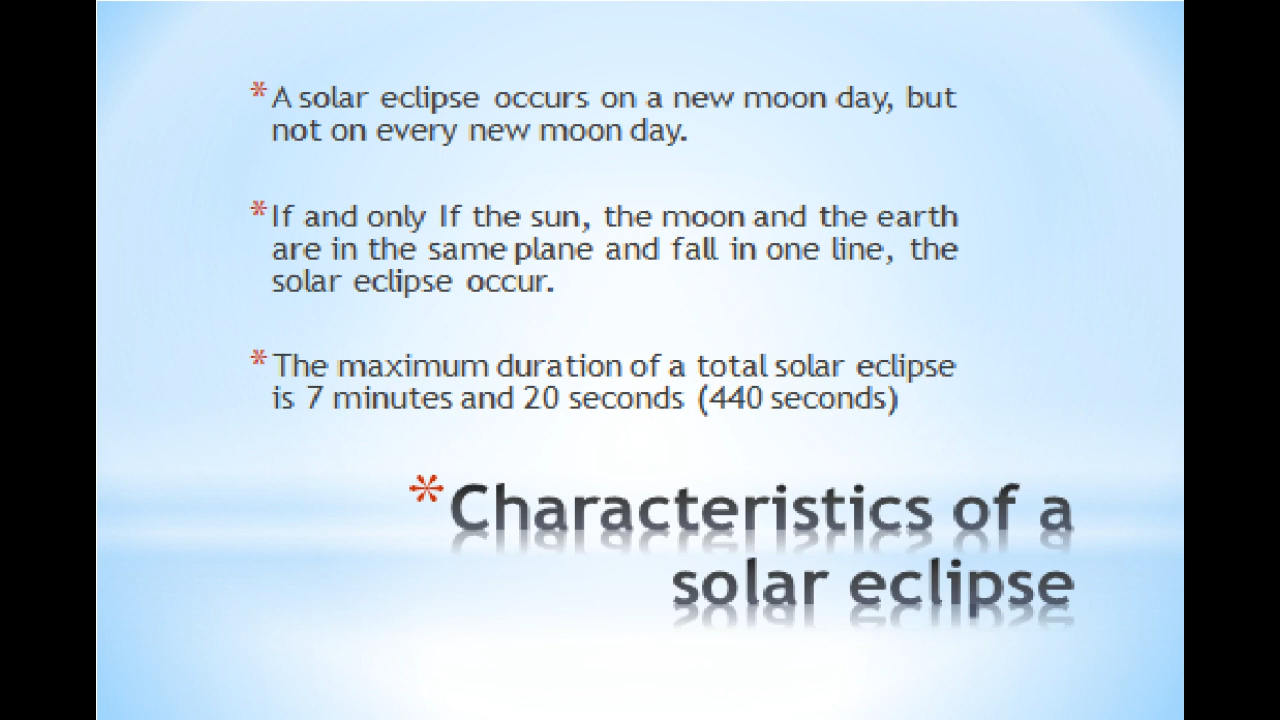 * A solar eclipse occurs on a new moon day, but
not on every new moon day.
* If and only If the sun, the moon and the earth
are in the same plane and fall in one line, the
solar eclipse occur.
* The maximum duration of a total solar eclipse
is 7 minutes and 20 seconds (440 seconds)
* Characteristics of a
solar eclipse